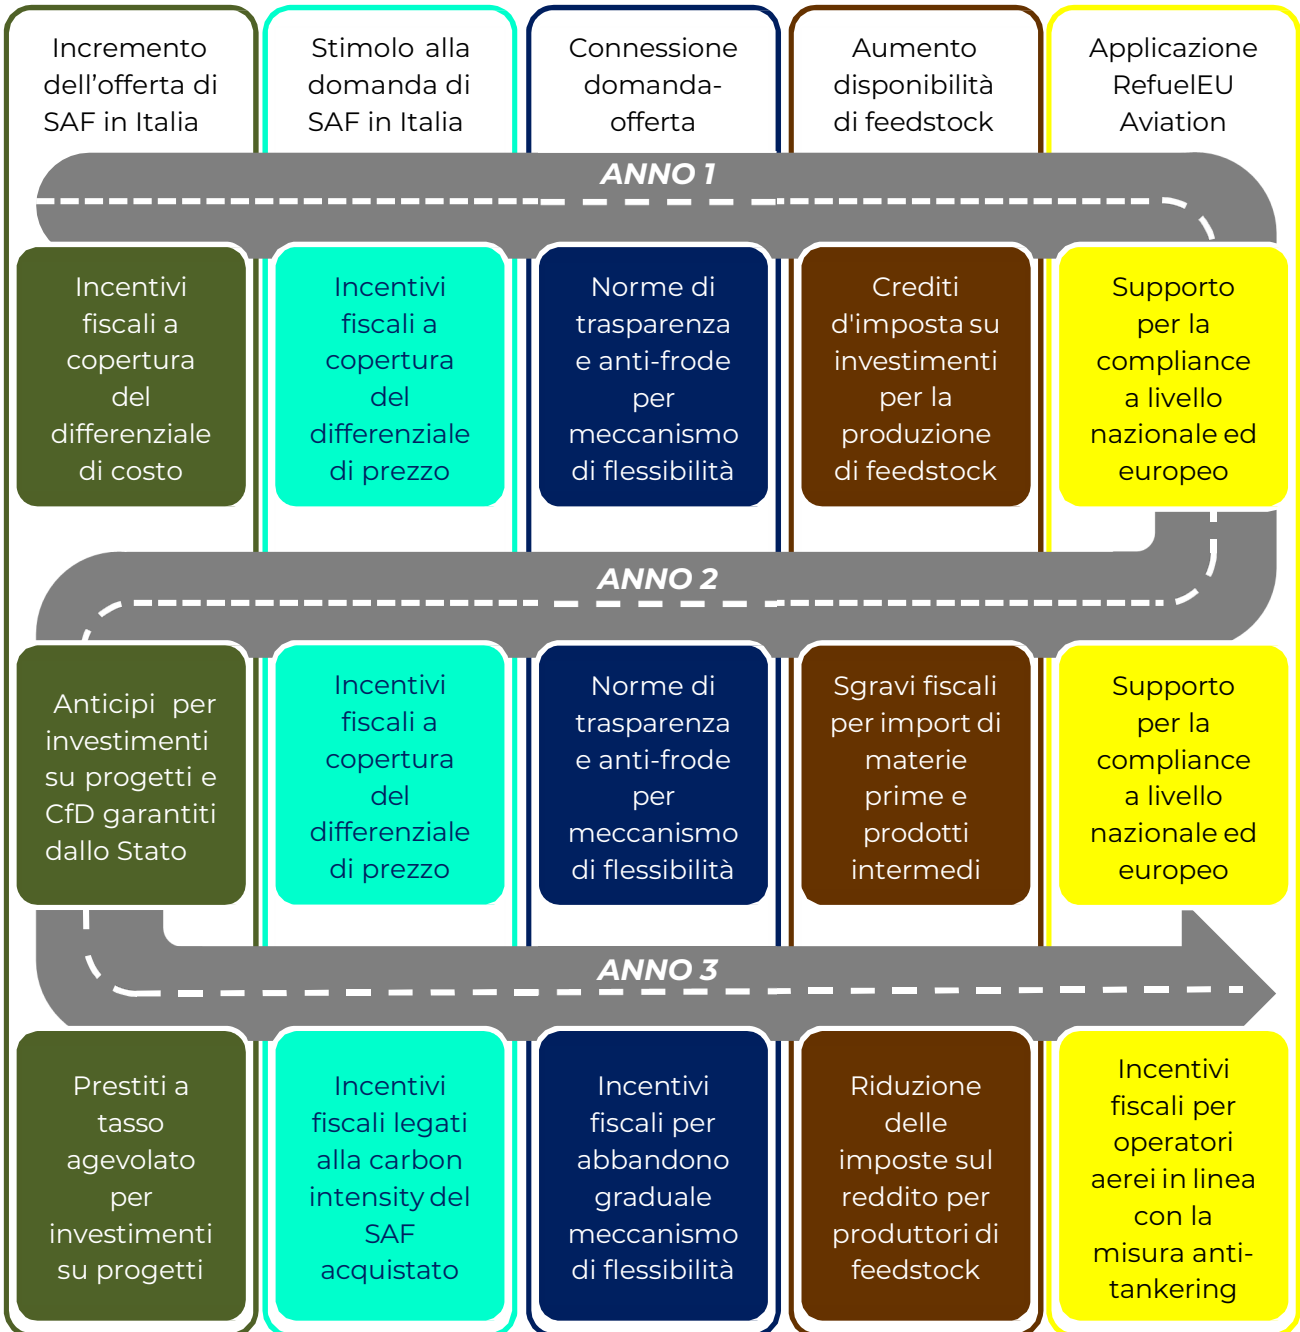 Incremento
dell’offerta di
SAF in Italia
Stimolo alla
domanda di
SAF in Italia
Connessione
domanda-
offerta
Aumento
disponibilità
di feedstock
Applicazione
RefuelEU
Aviation
ANNO 1
Incentivi
fiscali a
copertura
del
differenziale
di costo
Incentivi
fiscali a
copertura
del
differenziale
di prezzo
Norme di
trasparenza
e anti-frode
per
meccanismo
di flessibilità
Crediti
d'imposta su
investimenti
per la
produzione
di feedstock
Supporto
per la
compliance
a livello
nazionale ed
europeo
ANNO 2
Anticipi per
investimenti
su progetti e
CfD garantiti
dallo Stato
Incentivi
fiscali a
copertura
del
differenziale
di prezzo
Norme di
trasparenza
e anti-frode
per
meccanismo
di flessibilità
Sgravi fiscali
per import di
materie
prime e
prodotti
intermedi
Supporto
per la
compliance
a livello
nazionale ed
europeo
ANNO 3
Prestiti a
tasso
agevolato
per
investimenti
su progetti
Incentivi
fiscali legati
alla carbon
intensity del
SAF
acquistato
Incentivi
fiscali per
abbandono
graduale
meccanismo
di flessibilità
Riduzione
delle
imposte sul
reddito per
produttori di
feedstock
Incentivi
fiscali per
operatori
aerei in linea
con la
misura anti-
tankering